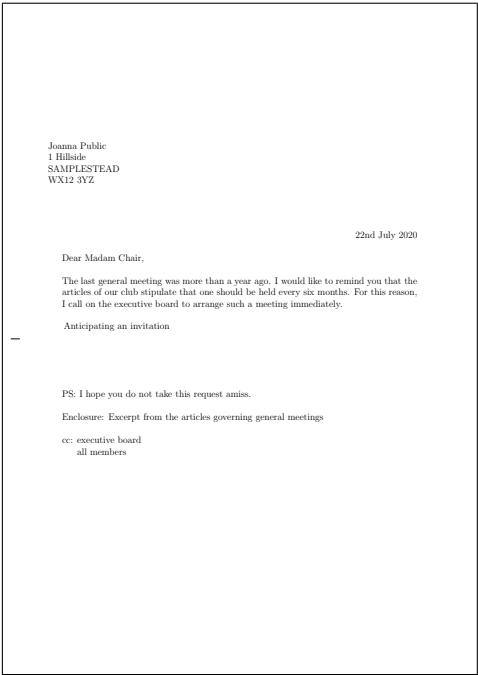 Joanna Public
1 Hillside
SAMPLESTEAD
WX12 3YZ
22nd July 2020
Dear Madam Chair,
The last general meeting was more than a year ago. I would like to remind you that the
articles of our club stipulate that one should be held every six months. For this reason,
I call on the executive board to arrange such a meeting immediately.
Anticipating an invitation
PS: I hope you do not take this request amiss.
Enclosure: Excerpt from the articles governing general meetings
cc: executive board
all members